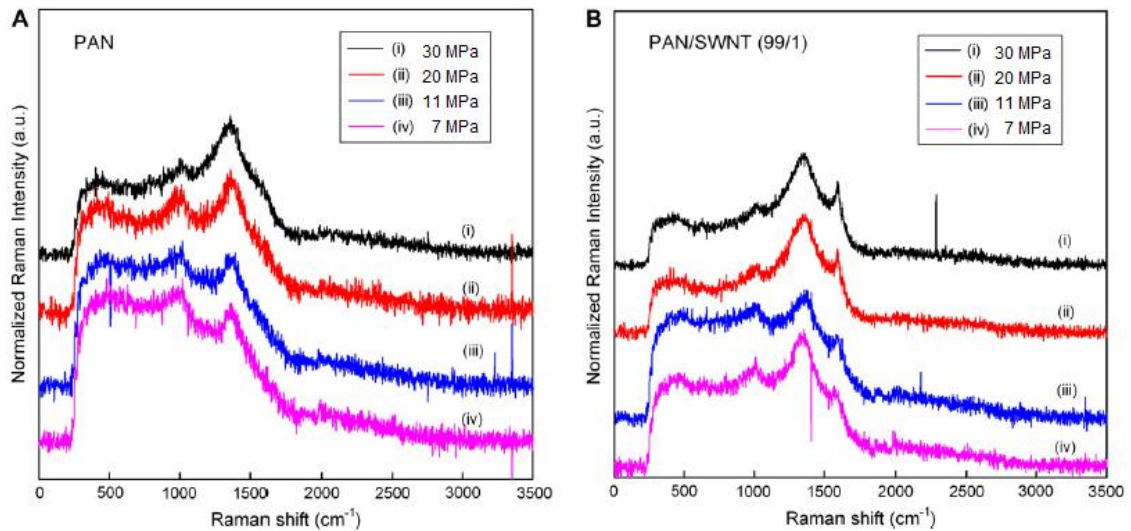 A
PAN
(i) 30 MPa
(ii) 20 MPa
(iii) 11 MPa
(iv) 7 MPa
Normalized Raman Intensity (a.u.)
(i)
(ii)
(iii)
(iv)
0 500 1000 1500 2000 2500 3000 3500
Raman shift (cm⁻¹)
B
PAN/SWNT (99/1)
(i) 30 MPa
(ii) 20 MPa
(iii) 11 MPa
(iv) 7 MPa
Normalized Raman Intensity (a.u.)
(i)
(ii)
(iii)
(iv)
0 500 1000 1500 2000 2500 3000 3500
Raman shift (cm⁻¹)